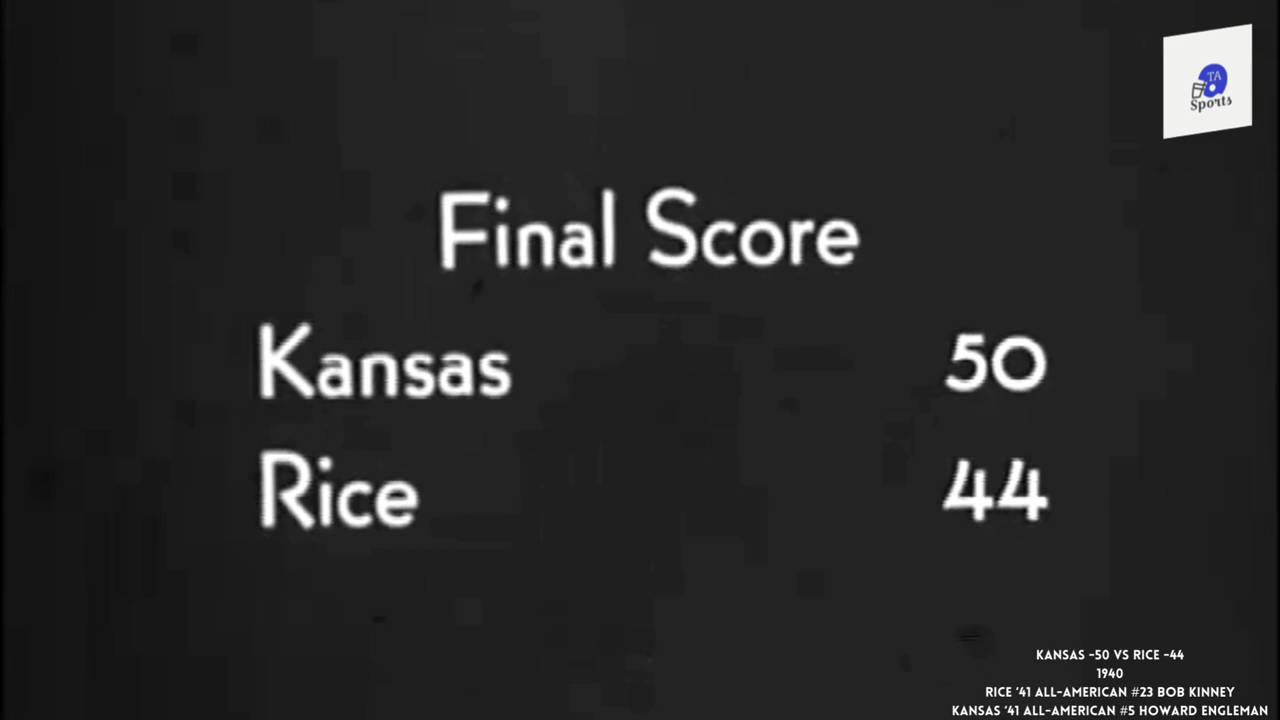 TA
Sports
Final Score
Kansas 50
Rice 44
KANSAS -50 VS RICE -44
1940
RICE '41 ALL-AMERICAN #23 BOB KINNEY
KANSAS '41 ALL-AMERICAN #5 HOWARD ENGLEMAN